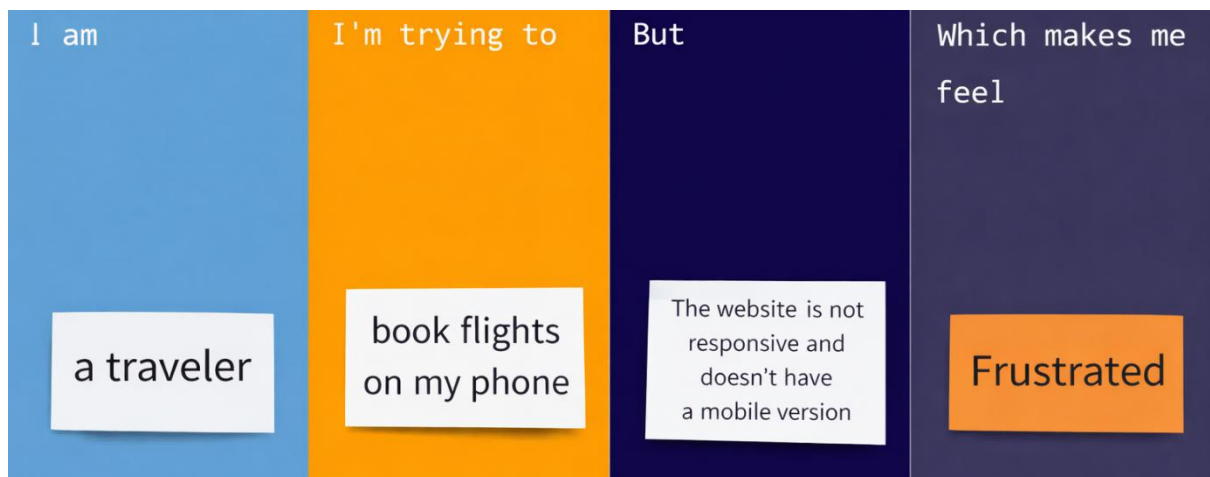 I am
a traveler
I'm trying to
book flights
on my phone
But
The website is not
responsive and
doesn't have
a mobile version
Which makes me
feel
Frustrated